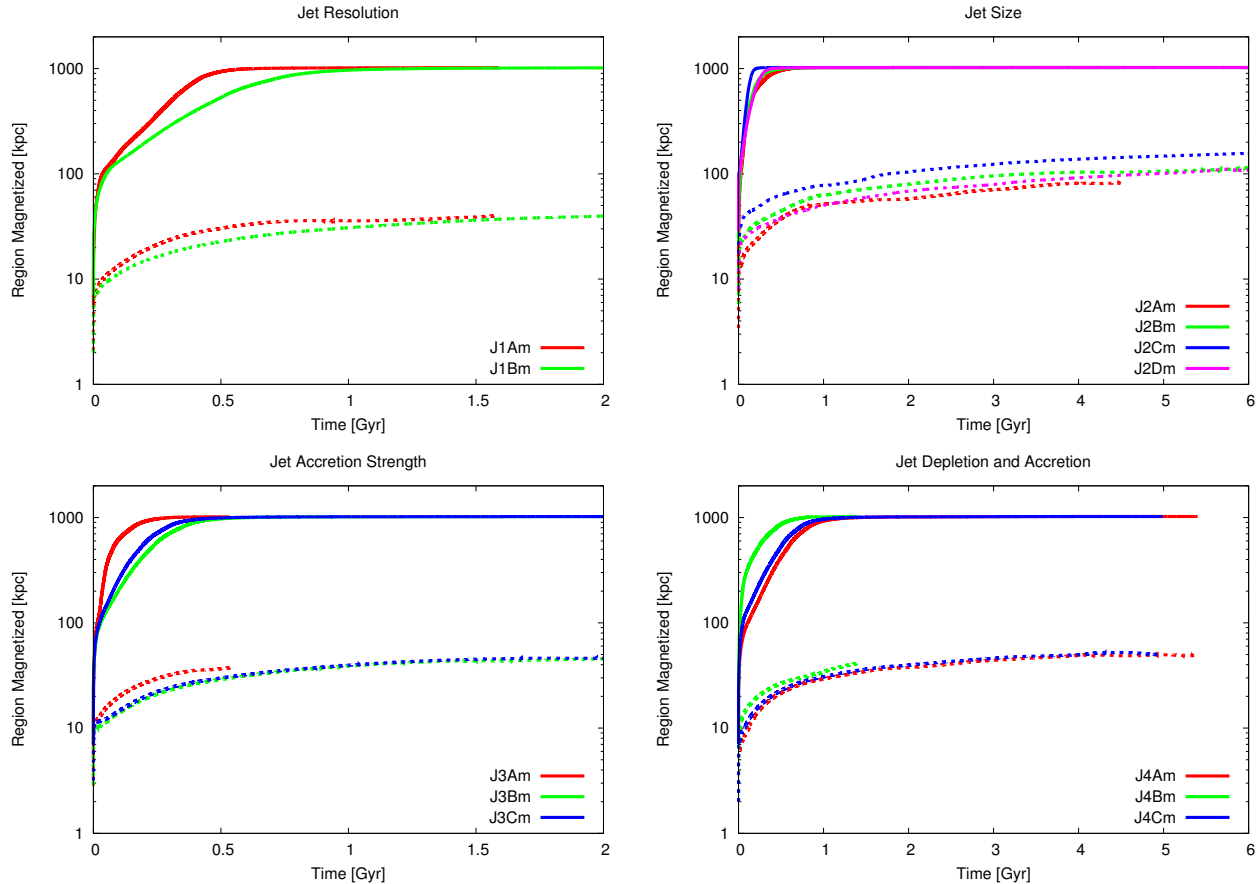 Jet Resolution
Region Magnetized [kpc]
1000
100
10
1
J1Am
J1Bm
0 0.5 1 1.5 2
Time [Gyr]
Jet Size
Region Magnetized [kpc]
1000
100
10
1
J2Am
J2Bm
J2Cm
J2Dm
0 1 2 3 4 5 6
Time [Gyr]
Jet Accretion Strength
Region Magnetized [kpc]
1000
100
10
1
J3Am
J3Bm
J3Cm
0 0.5 1 1.5 2
Time [Gyr]
Jet Depletion and Accretion
Region Magnetized [kpc]
1000
100
10
1
J4Am
J4Bm
J4Cm
0 1 2 3 4 5 6
Time [Gyr]